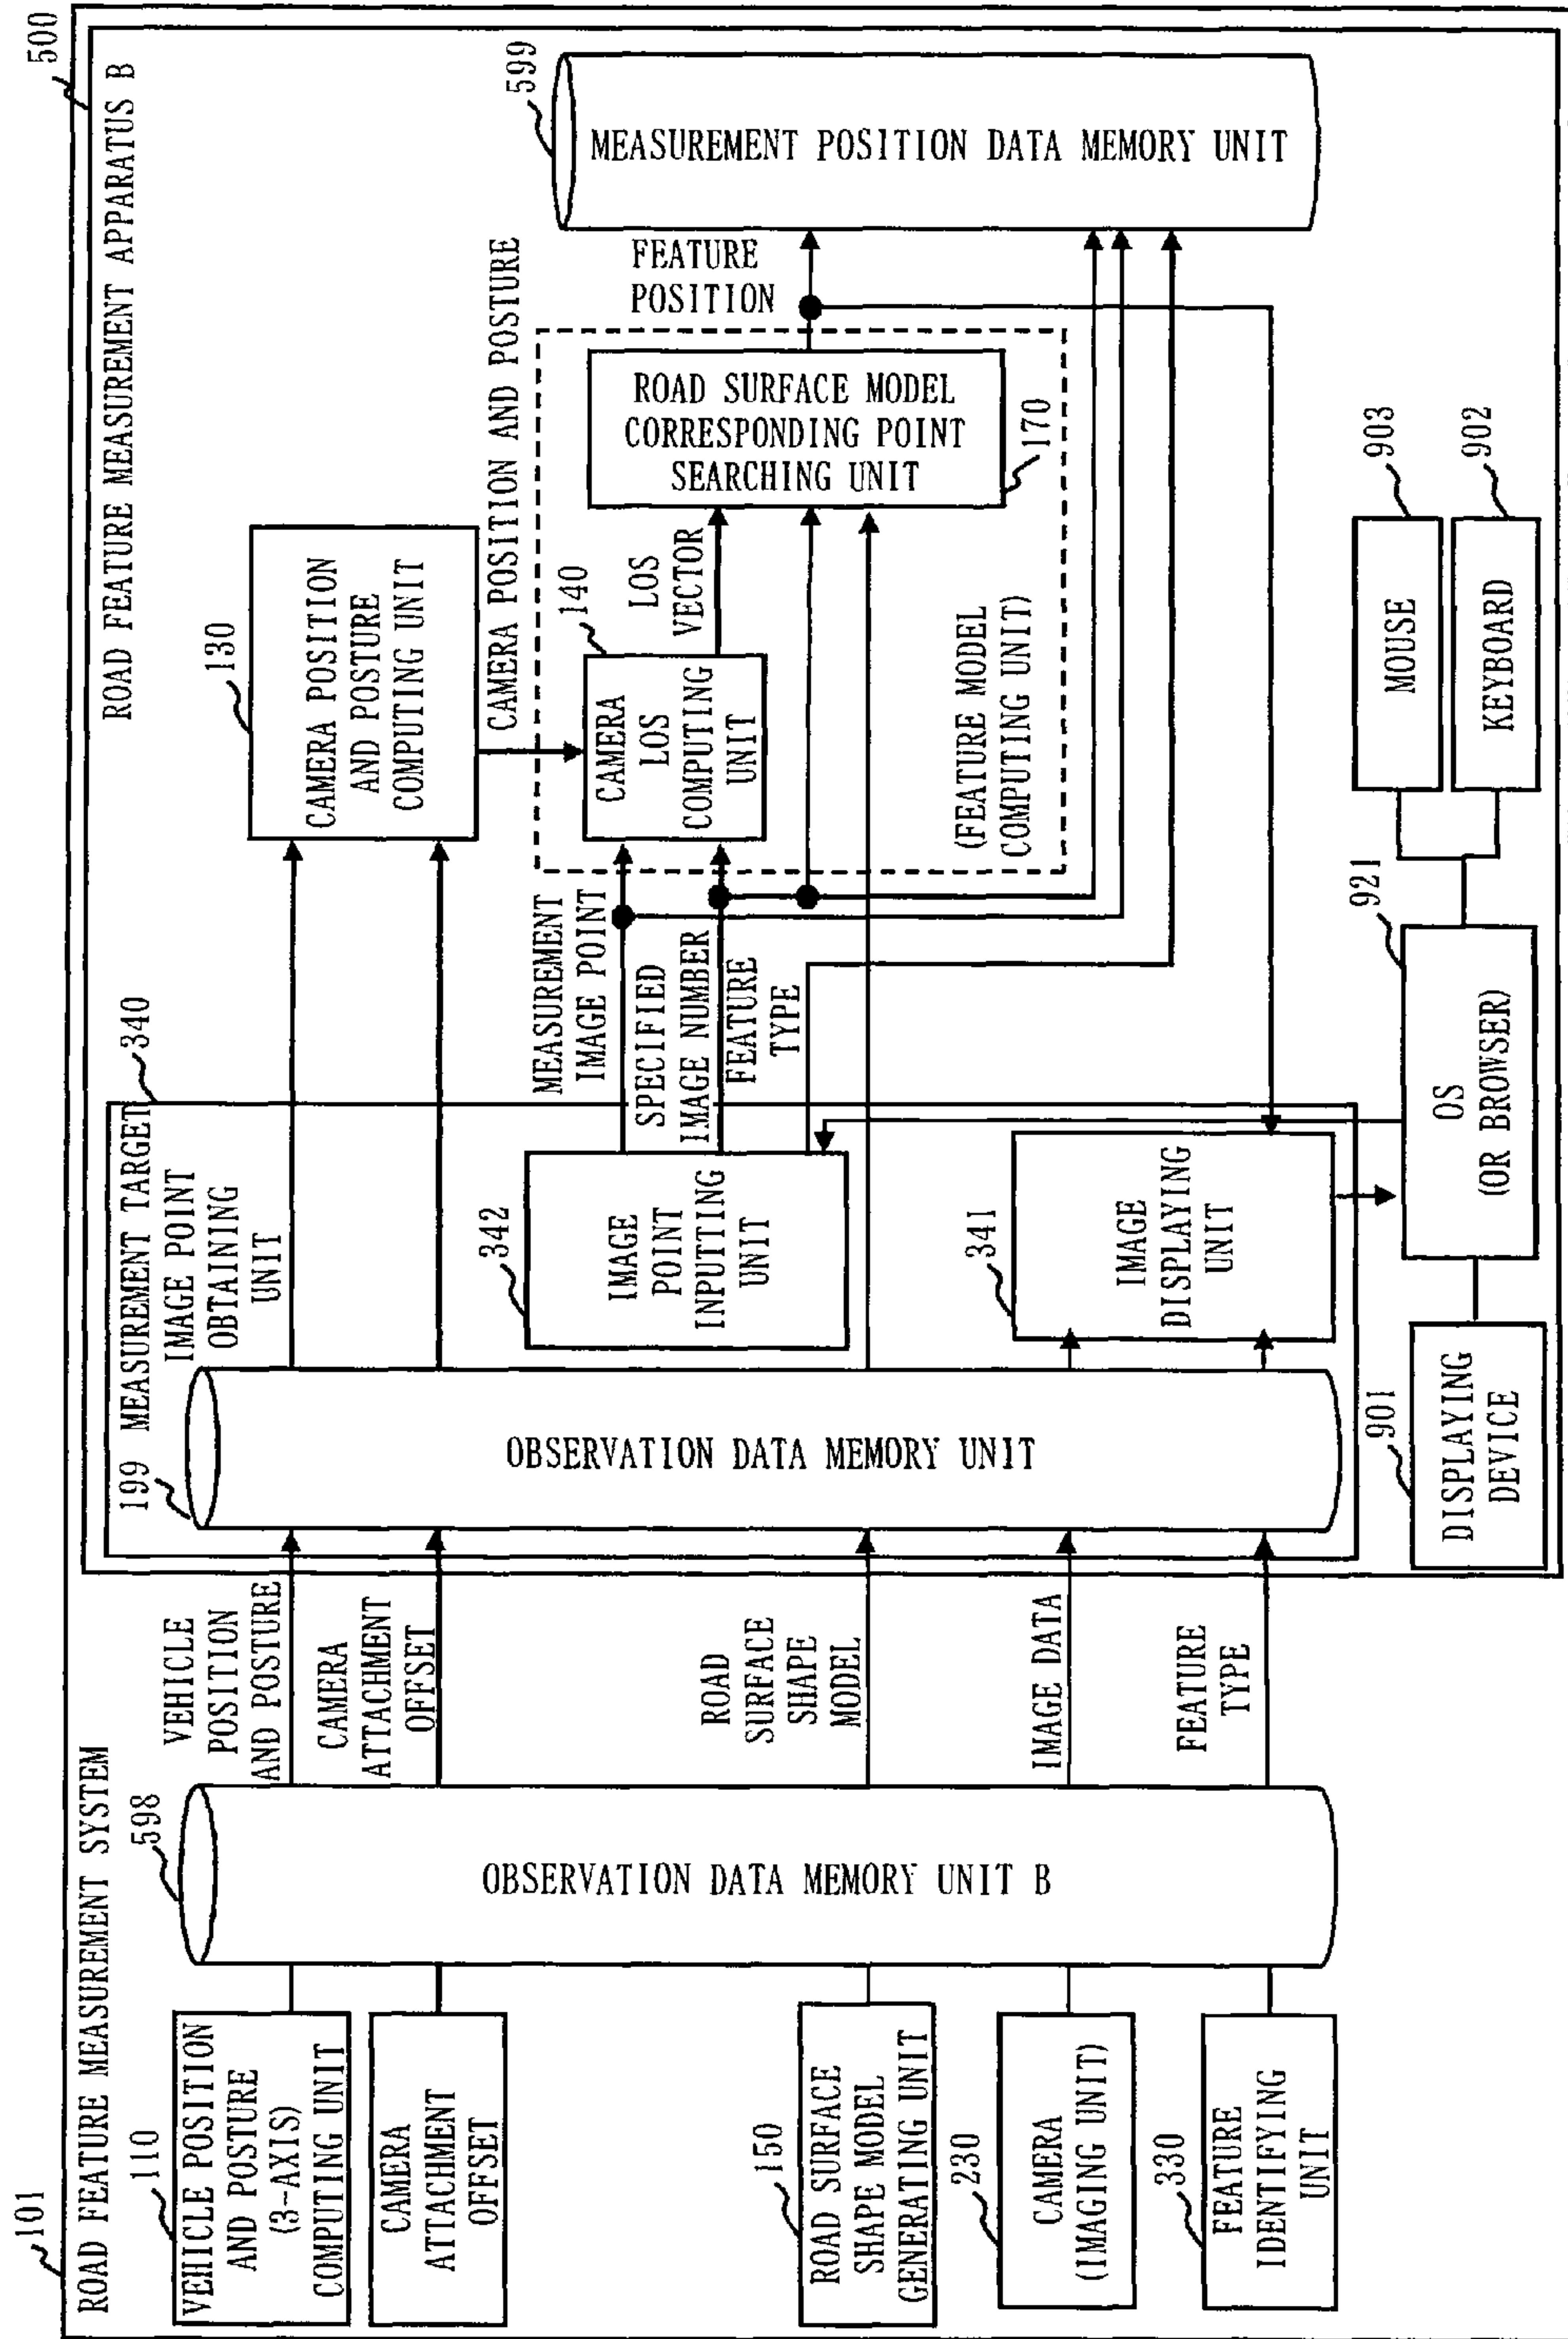 101
ROAD FEATURE MEASUREMENT SYSTEM
110
VEHICLE POSITION
AND POSTURE
(3-AXIS)
COMPUTING UNIT
CAMERA
ATTACHMENT
OFFSET
150
ROAD SURFACE
SHAPE MODEL
GENERATING UNIT
230
CAMERA
(IMAGING UNIT)
330
FEATURE
IDENTIFYING
UNIT
598
OBSERVATION DATA MEMORY UNIT B
VEHICLE
POSITION
AND POSTURE
CAMERA
ATTACHMENT
OFFSET
ROAD
SURFACE
SHAPE
MODEL
IMAGE DATA
FEATURE
TYPE
500
ROAD FEATURE MEASUREMENT APPARATUS B
340
199
MEASUREMENT TARGET
IMAGE POINT
OBTAINING
UNIT
OBSERVATION DATA MEMORY UNIT
342
IMAGE
POINT
INPUTTING
UNIT
341
IMAGE
DISPLAYING
UNIT
MEASUREMENT
IMAGE POINT
SPECIFIED
IMAGE NUMBER
FEATURE
TYPE
130
CAMERA POSITION
AND POSTURE
COMPUTING UNIT
CAMERA POSITION AND POSTURE
140
CAMERA
LOS
COMPUTING
UNIT
LOS
VECTOR
(FEATURE MODEL
COMPUTING UNIT)
ROAD SURFACE MODEL
CORRESPONDING POINT
SEARCHING UNIT
170
FEATURE
POSITION
599
MEASUREMENT POSITION DATA MEMORY UNIT
901
DISPLAYING
DEVICE
921
OS
(OR BROWSER)
903
MOUSE
902
KEYBOARD